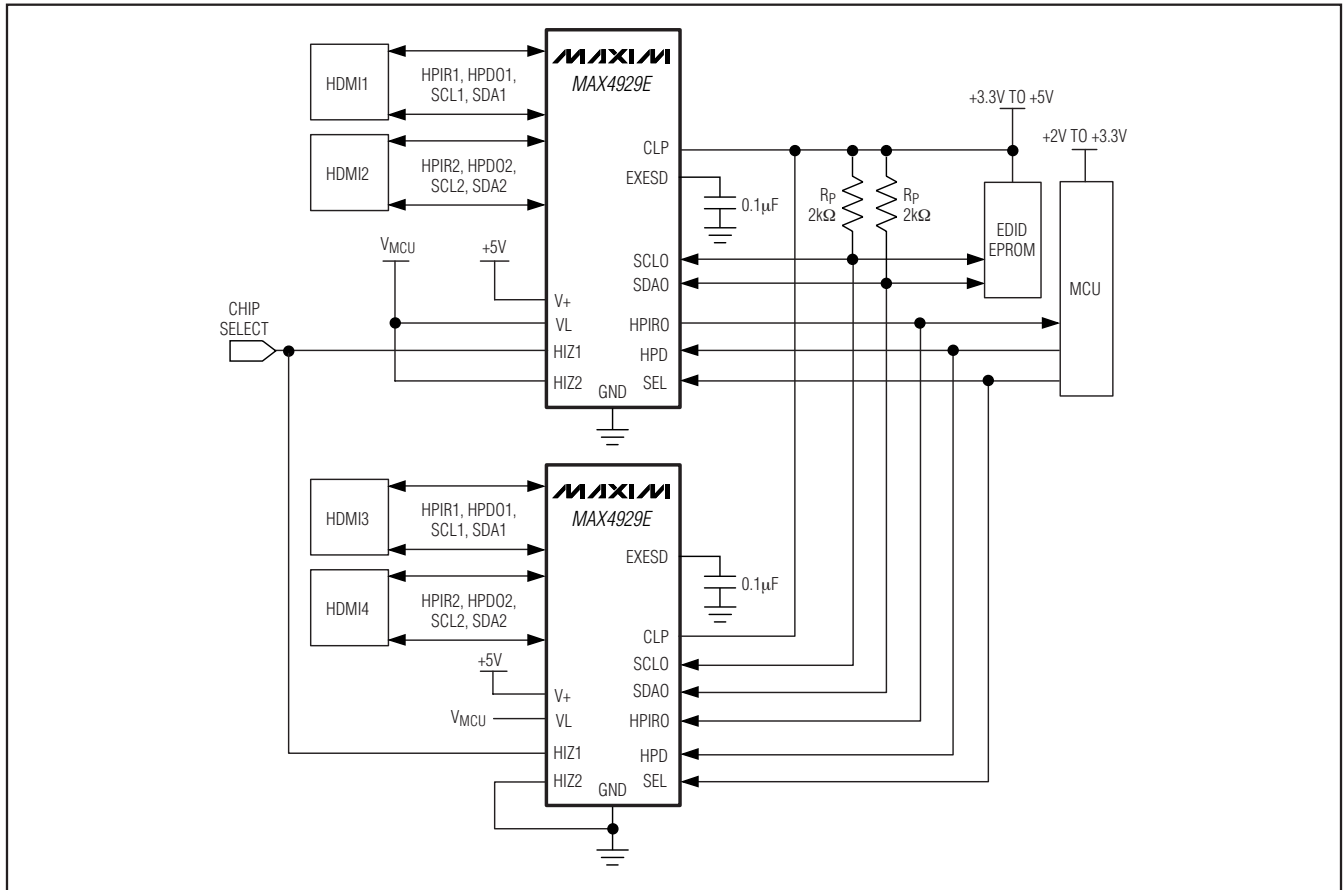 MAXIM
MAX4929E
HDMI1
HPIR1, HPDO1,
SCL1, SDA1
HDMI2
HPIR2, HPDO2,
SCL2, SDA2
CLP
EXESD
0.1µF
RP
2kΩ
RP
2kΩ
+3.3V TO +5V
+2V TO +3.3V
EDID
EPROM
MCU
VMCU
+5V
CHIP
SELECT
V+
VL
HIZ1
HIZ2
GND
SCLO
SDAO
HPIRO
HPD
SEL
MAXIM
MAX4929E
HDMI3
HPIR1, HPDO1,
SCL1, SDA1
HDMI4
HPIR2, HPDO2,
SCL2, SDA2
EXESD
0.1µF
CLP
SCLO
SDAO
HPIRO
HPD
SEL
+5V
VMCU
V+
VL
HIZ1
HIZ2
GND